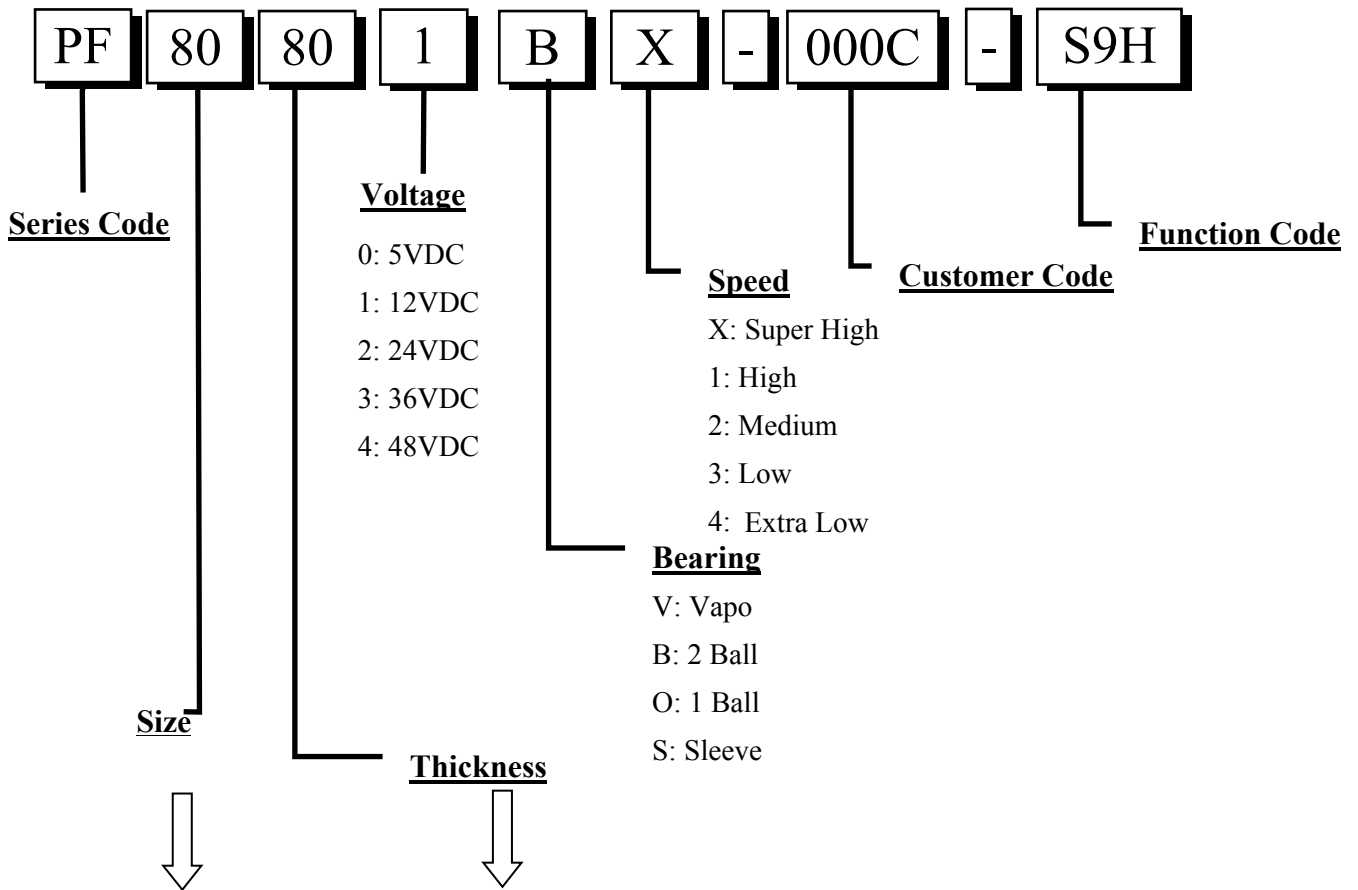 PF 80 80 1 B X - 000C - S9H
Series Code
Voltage
0: 5VDC
1: 12VDC
2: 24VDC
3: 36VDC
4: 48VDC
Function Code
Customer Code
Speed
X: Super High
1: High
2: Medium
3: Low
4: Extra Low
Bearing
V: Vapo
B: 2 Ball
O: 1 Ball
S: Sleeve
Size
Thickness